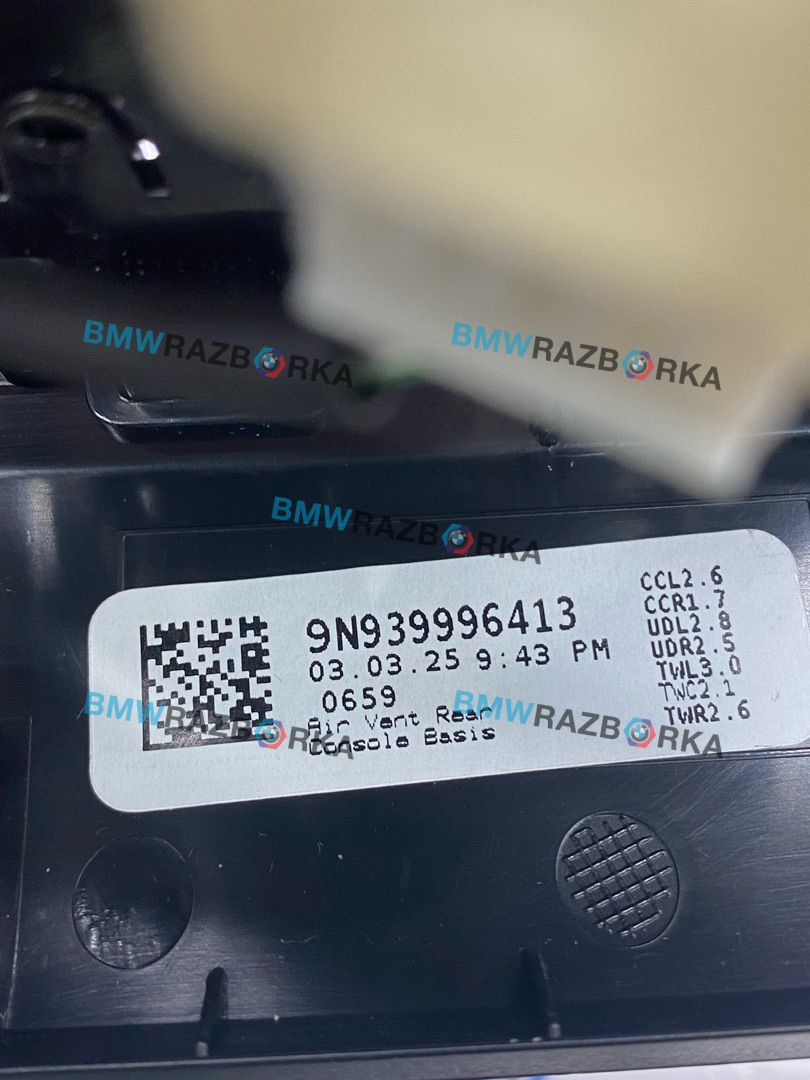 BMWRAZBORKA
BMWRAZBORKA
BMWRAZBORKA
9N939996413
03.03.25 9:43 PM
0659
Air Vent Rear
Console Basis
CCL2.6
CCR1.7
UDL2.8
UDR2.5
TWL3.0
TWC2.1
TWR2.6
BMWRAZBORKA
BMWRAZBORKA